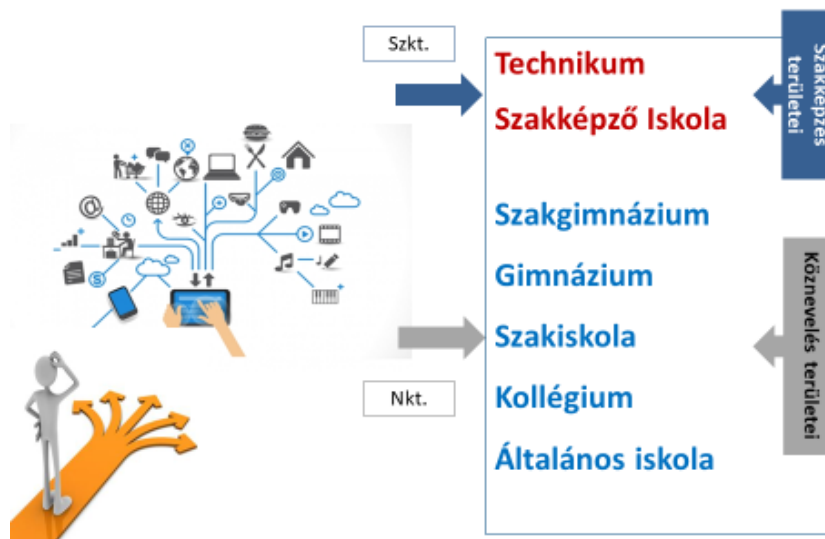 Szkt.
Technikum
Szakképző Iskola
Szakképzés
területei
Szakgimnázium
Gimnázium
Szakiskola
Kollégium
Általános iskola
Nkt.
Köznevelés területei